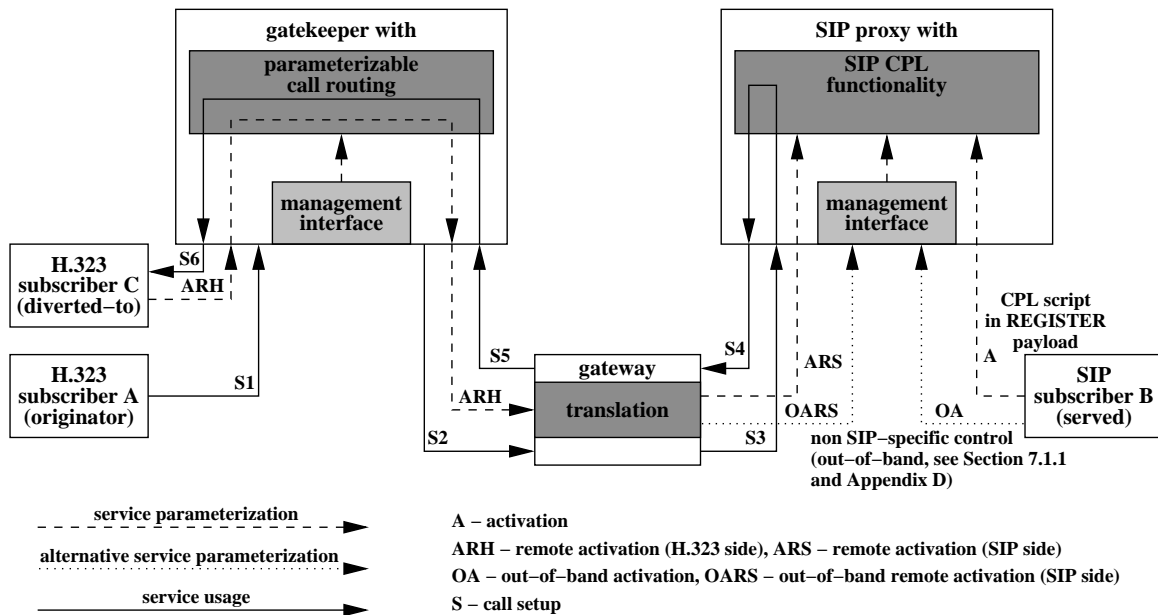 gatekeeper with
parameterizable
call routing
management
interface
SIP proxy with
SIP CPL
functionality
management
interface
H.323
subscriber C
(diverted−to)
S6
ARH
H.323
subscriber A
(originator)
S1
S5
ARH
S2
gateway
translation
S4
ARS
OARS
S3
OA
A
CPL script
in REGISTER
payload
SIP
subscriber B
(served)
non SIP−specific control
(out−of−band, see Section 7.1.1
and Appendix D)
service parameterization
alternative service parameterization
service usage
A − activation
ARH − remote activation (H.323 side), ARS − remote activation (SIP side)
OA − out−of−band activation, OARS − out−of−band remote activation (SIP side)
S − call setup